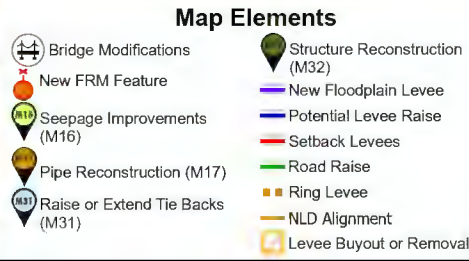 Map Elements
Bridge Modifications
New FRM Feature
M16
Seepage Improvements
(M16)
Pipe Reconstruction (M17)
M31
Raise or Extend Tie Backs
(M31)
Structure Reconstruction
(M32)
New Floodplain Levee
Potential Levee Raise
Setback Levees
Road Raise
Ring Levee
NLD Alignment
Levee Buyout or Removal